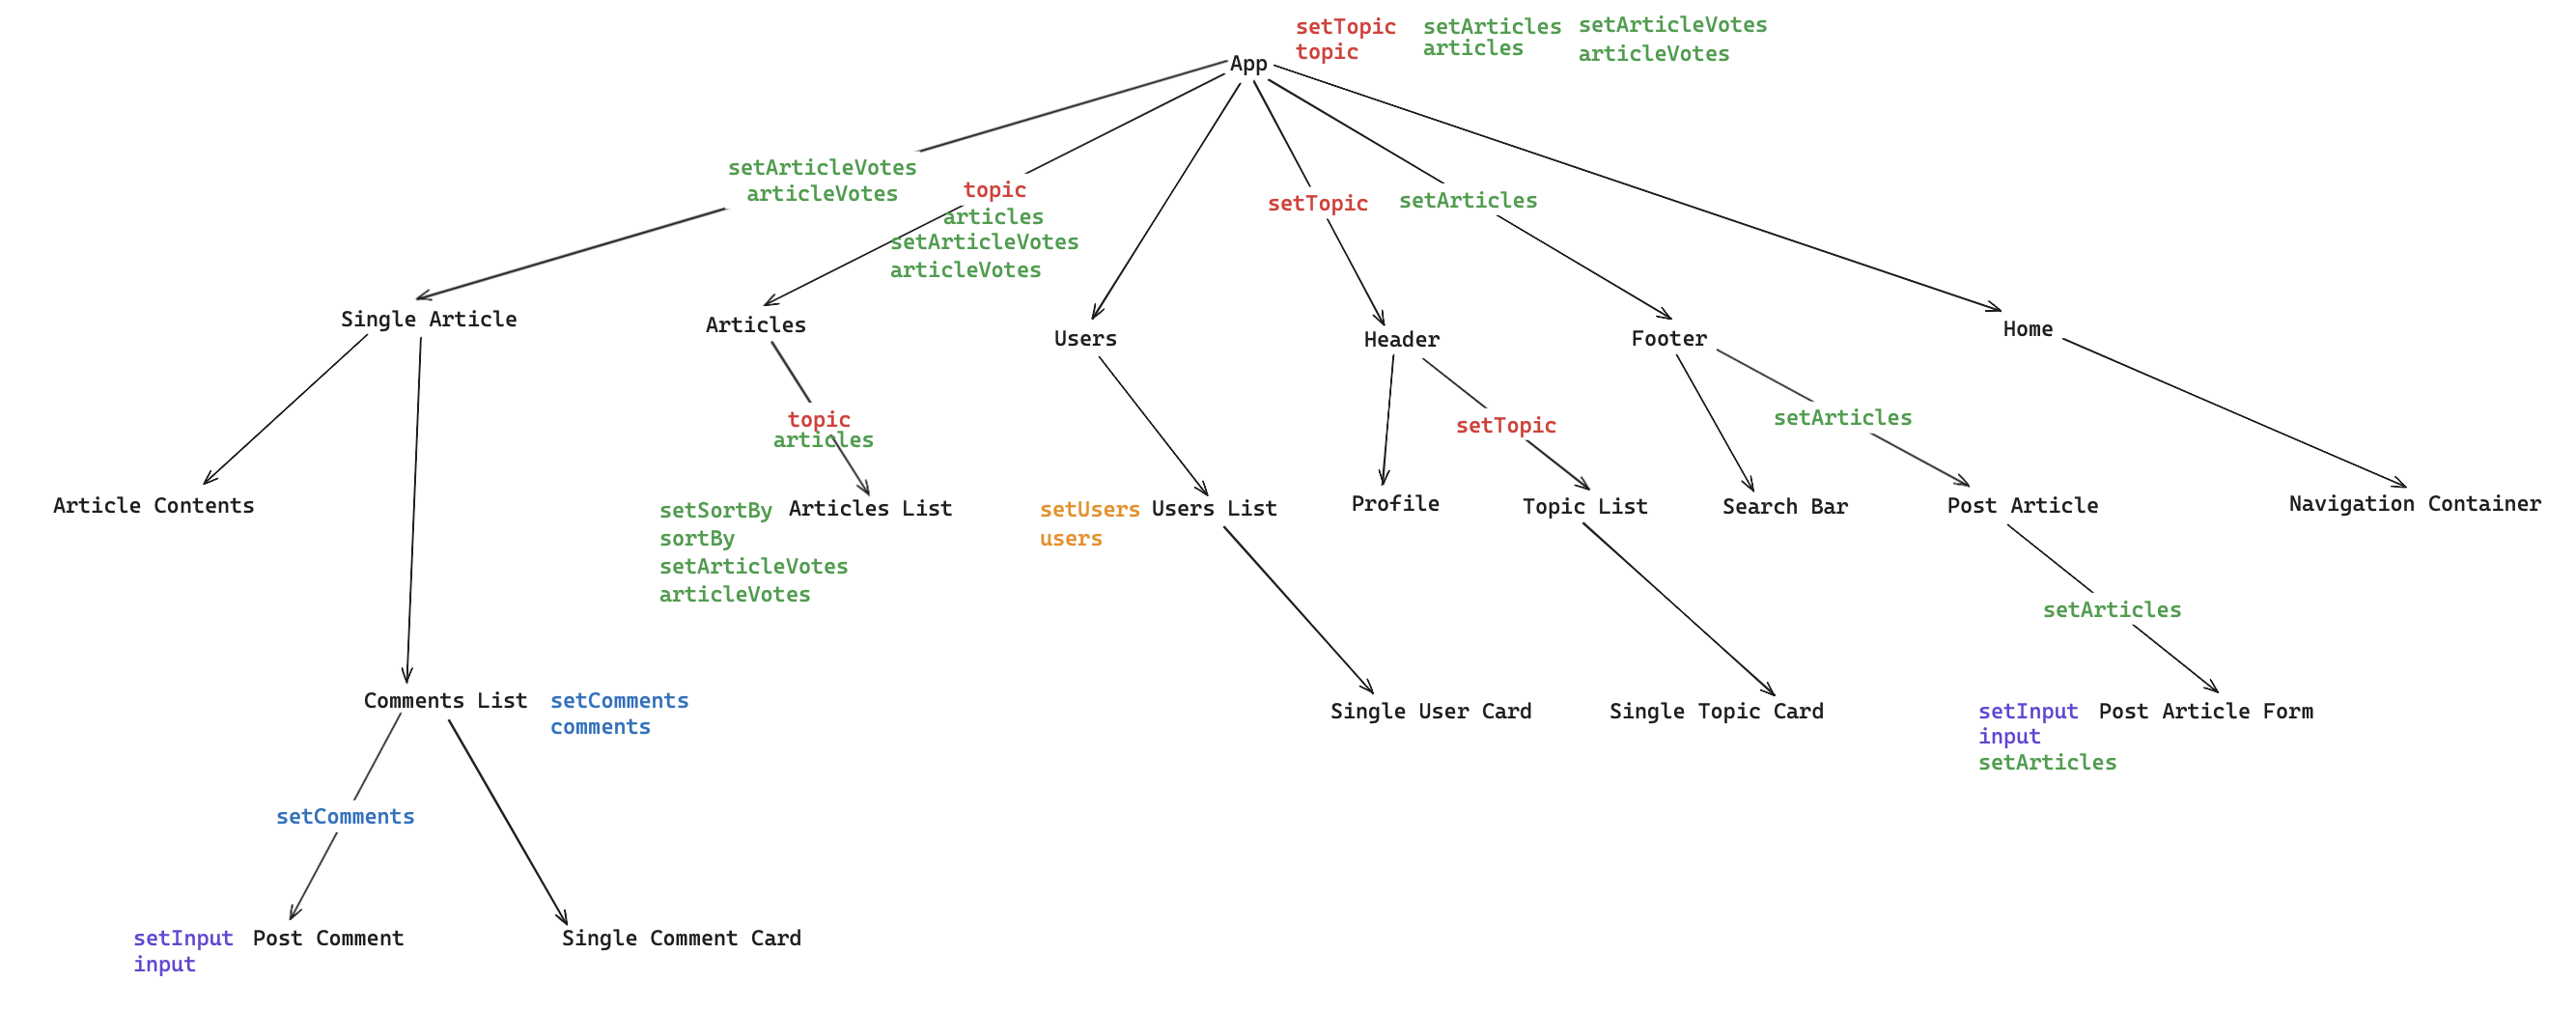 setTopic
topic
setArticles
articles
setArticleVotes
articleVotes
App
setArticleVotes
articleVotes
topic
articles
setArticleVotes
articleVotes
setTopic
setArticles
Single Article
Articles
Users
Header
Footer
Home
topic
articles
setTopic
setArticles
Article Contents
setSortBy
sortBy
setArticleVotes
articleVotes
Articles List
setUsers
users
Users List
Profile
Topic List
Search Bar
Post Article
Navigation Container
setArticles
Comments List
setComments
comments
Single User Card
Single Topic Card
setInput
input
setArticles
Post Article Form
setComments
setInput
input
Post Comment
Single Comment Card